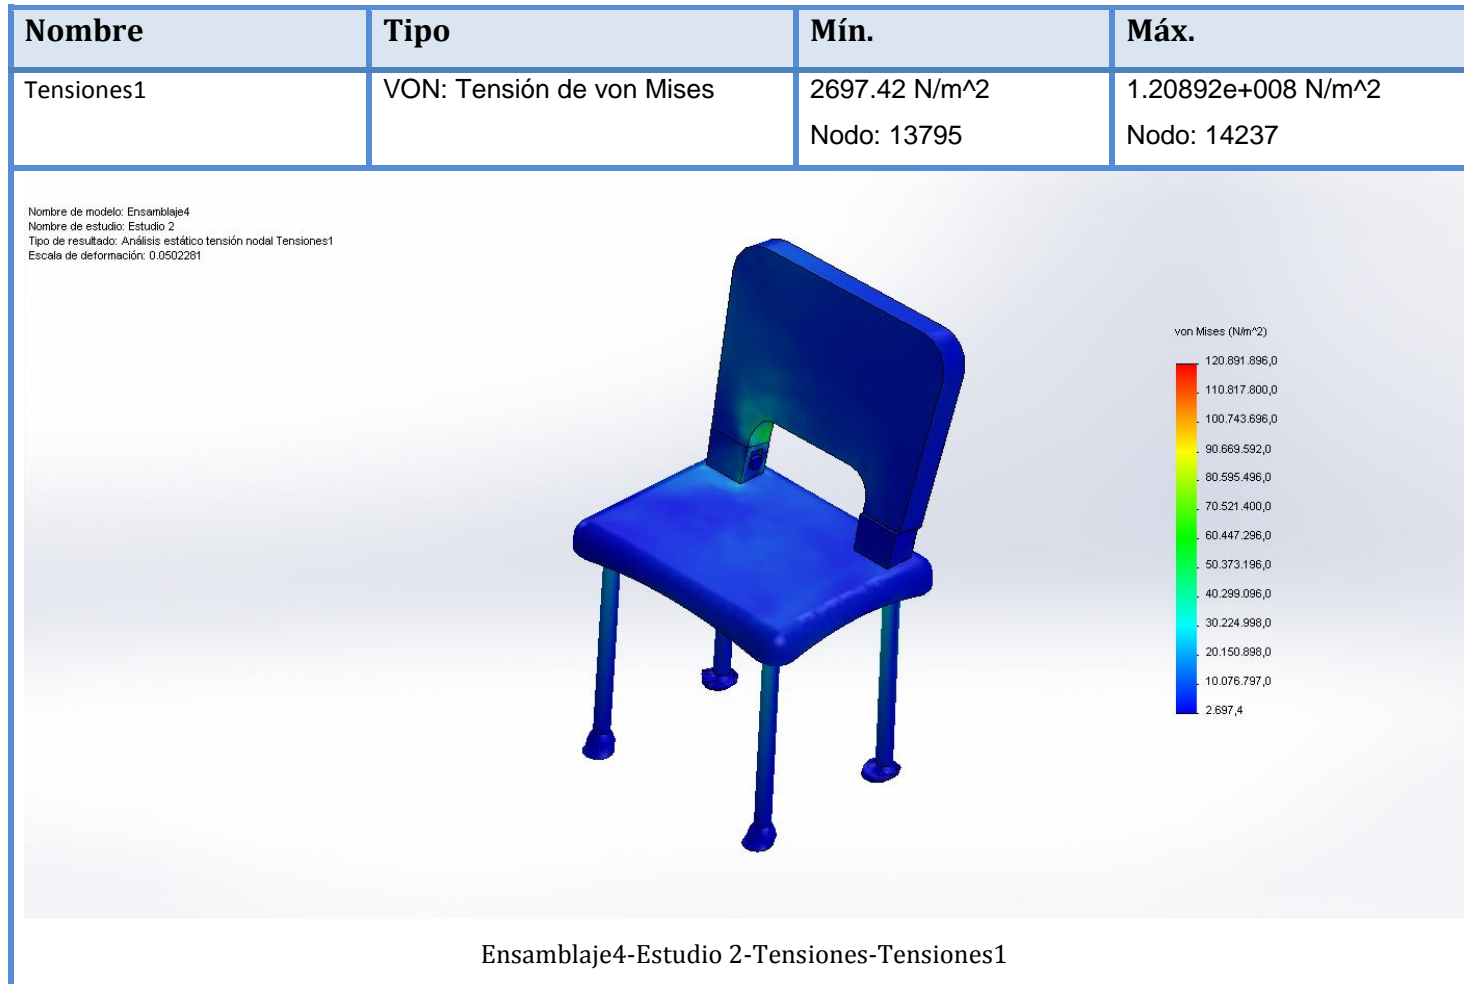 Nombre Tipo Mín. Máx.
Tensiones1 VON: Tensión de von Mises 2697.42 N/m^2 1.20892e+008 N/m^2
Nodo: 13795 Nodo: 14237
Nombre de modelo: Ensamblaje4
Nombre de estudio: Estudio 2
Tipo de resultado: Análisis estático tensión nodal Tensiones1
Escala de deformación: 0.0502281
von Mises (N/m^2)
120.891.896,0
110.817.800,0
100.743.696,0
90.669.592,0
80.595.496,0
70.521.400,0
60.447.296,0
50.373.196,0
40.299.096,0
30.224.998,0
20.150.898,0
10.076.797,0
2.697,4
Ensamblaje4-Estudio 2-Tensiones-Tensiones1